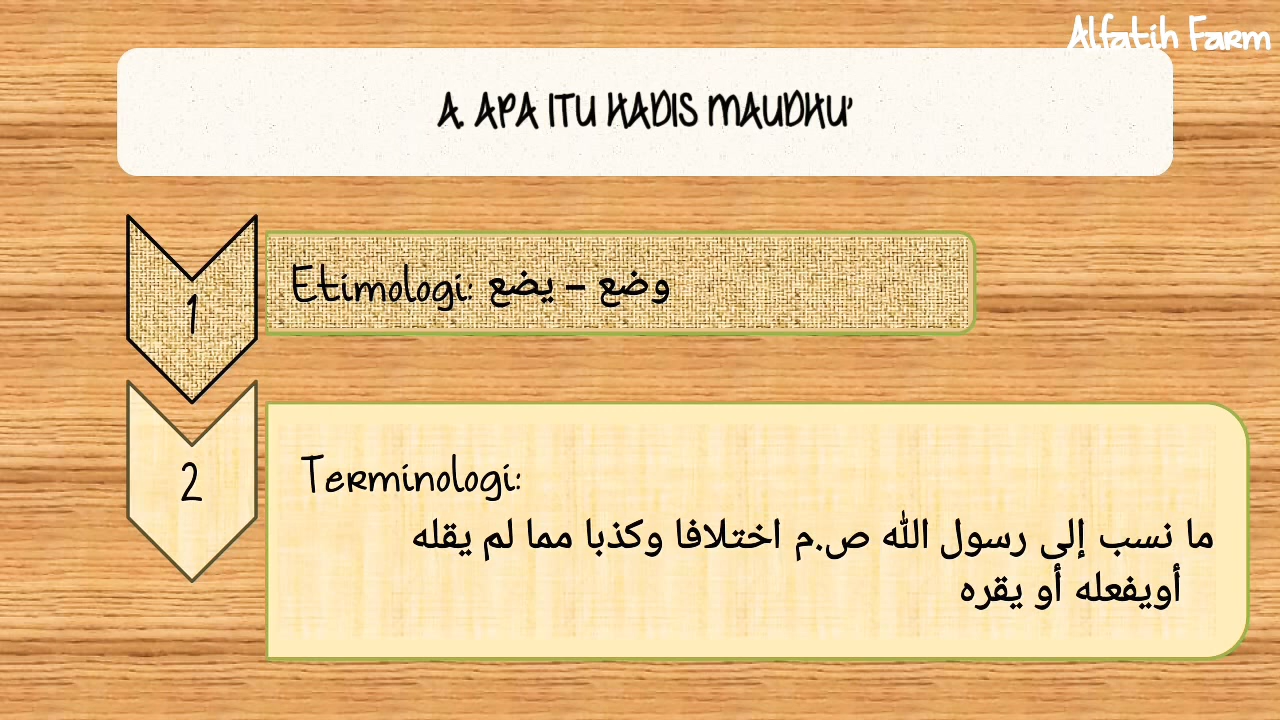 Alfatih Farm
A. APA ITU HADIS MAUDHU'
1
Etimologi: وضع – يضع
2
Terminologi:
ما نسب إلى رسول الله ص.م اختلافا وكذبا مما لم يقله
أويفعله أو يقره